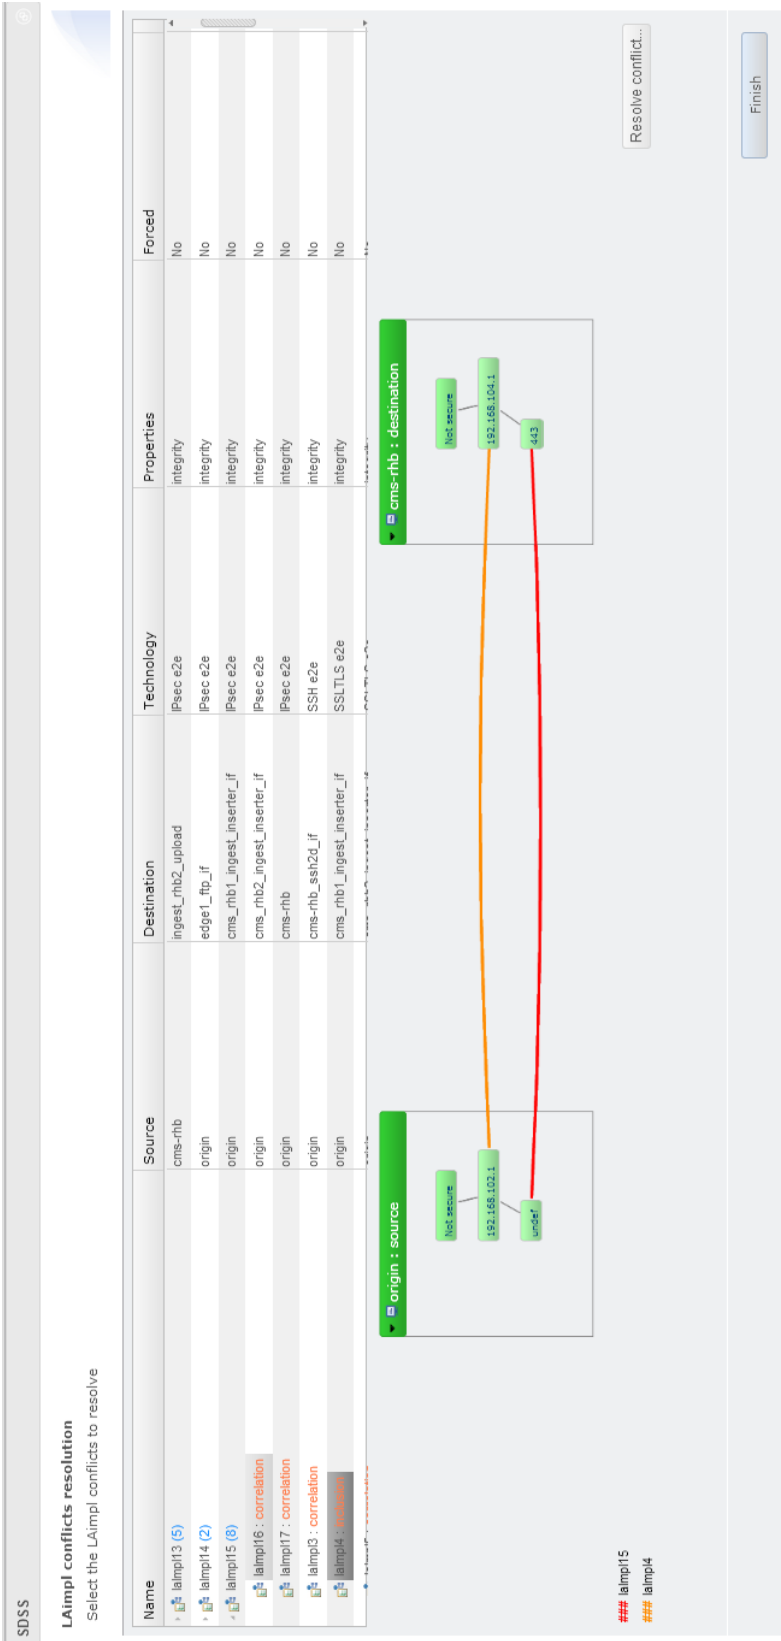 SDSS
LAimpl conflicts resolution
Select the LAimpl conflicts to resolve
Name Source Destination Technology Properties Forced
laImpl13 (5) cms-rhb ingest_rhb2_upload IPsec e2e integrity No
laImpl14 (2) origin edge1_ftp_if IPsec e2e integrity No
laImpl15 (8) origin cms_rhb1_ingest_inserter_if IPsec e2e integrity No
laImpl16 : correlation origin cms_rhb2_ingest_inserter_if IPsec e2e integrity No
laImpl17 : correlation origin cms-rhb IPsec e2e integrity No
laImpl3 : correlation origin cms-rhb_ssh2d_if SSH e2e integrity No
laImpl4 : origin cms_rhb1_ingest_inserter_if SSLTLS e2e integrity No
origin : source
Not secure
192.168.102.1
undef
cms-rhb : destination
Not secure
192.168.104.1
443
### laImpl15
### laImpl4
Resolve conflict...
Finish